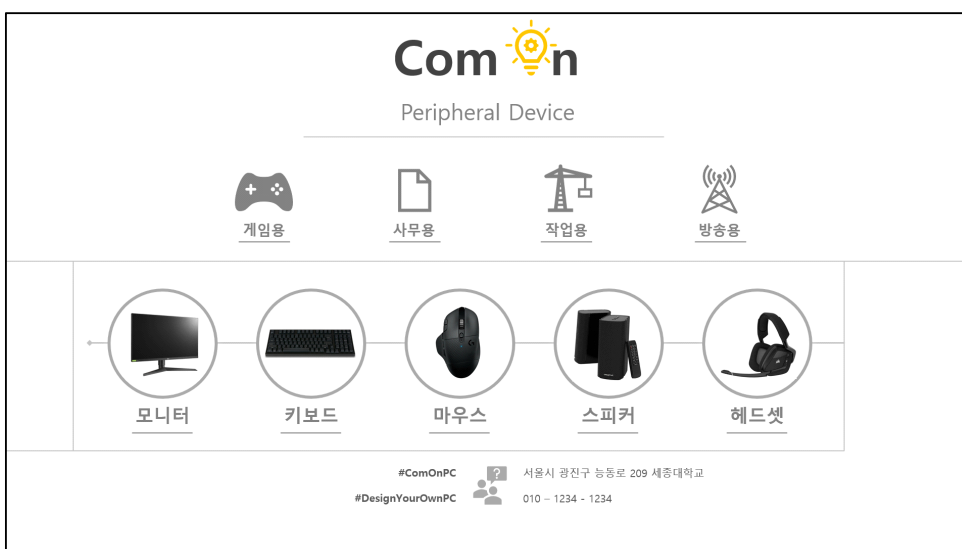 Com n
Peripheral Device
게임용 사무용 작업용 방송용
모니터 키보드 마우스 스피커 헤드셋
#ComOnPC ? 서울시 광진구 능동로 209 세종대학교
#DesignYourOwnPC 010 – 1234 - 1234